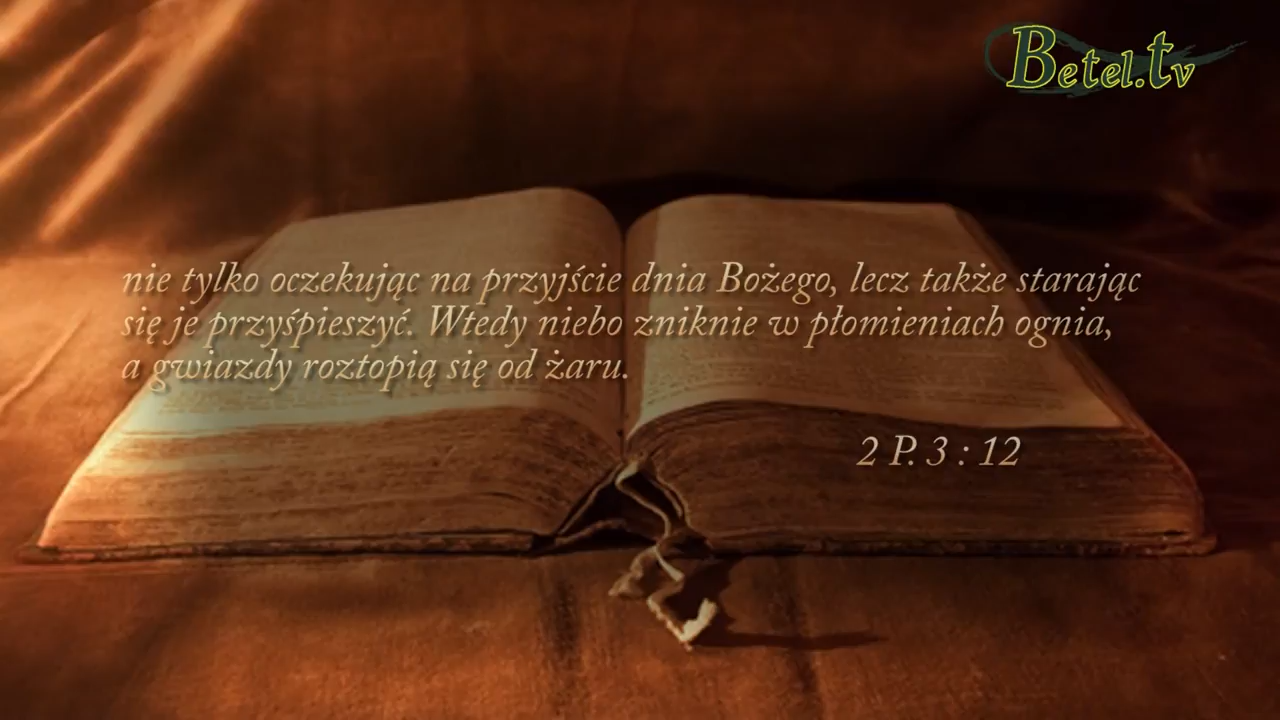 Betel.tv
nie tylko oczekując na przyjście dnia Bożego, lecz także starając
się je przyśpieszyć. Wtedy niebo zniknie w płomieniach ognia,
a gwiazdy roztopią się od żaru.
2 P. 3 : 12